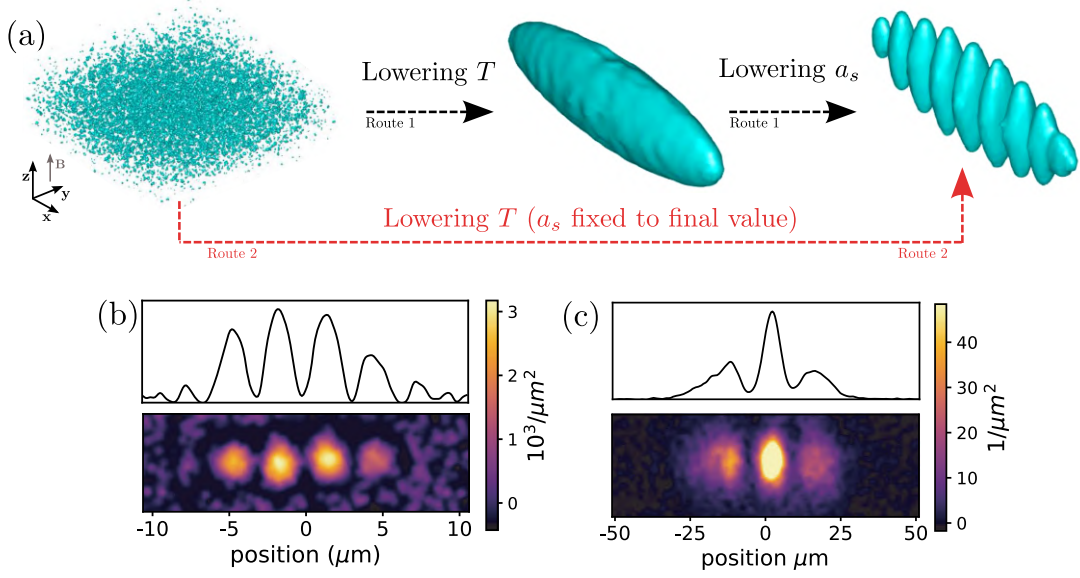 (a)
Lowering T
Route 1
Lowering a_s
Route 1
B
z
y
x
Lowering T (a_s fixed to final value)
Route 2
Route 2
(b)
3
2
1
0
10³/μm²
-10
-5
0
5
10
position (μm)
(c)
40
30
20
10
0
1/μm²
-50
-25
0
25
50
position μm